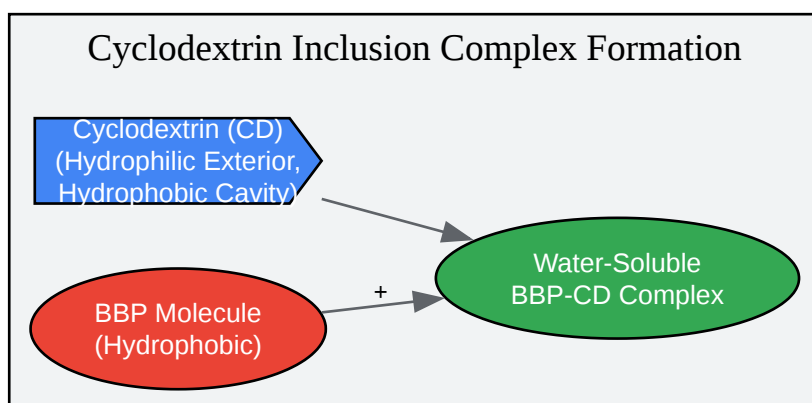 Cyclodextrin Inclusion Complex Formation
Cyclodextrin (CD)
(Hydrophilic Exterior,
Hydrophobic Cavity)
Water-Soluble
BBP-CD Complex
+
BBP Molecule
(Hydrophobic)